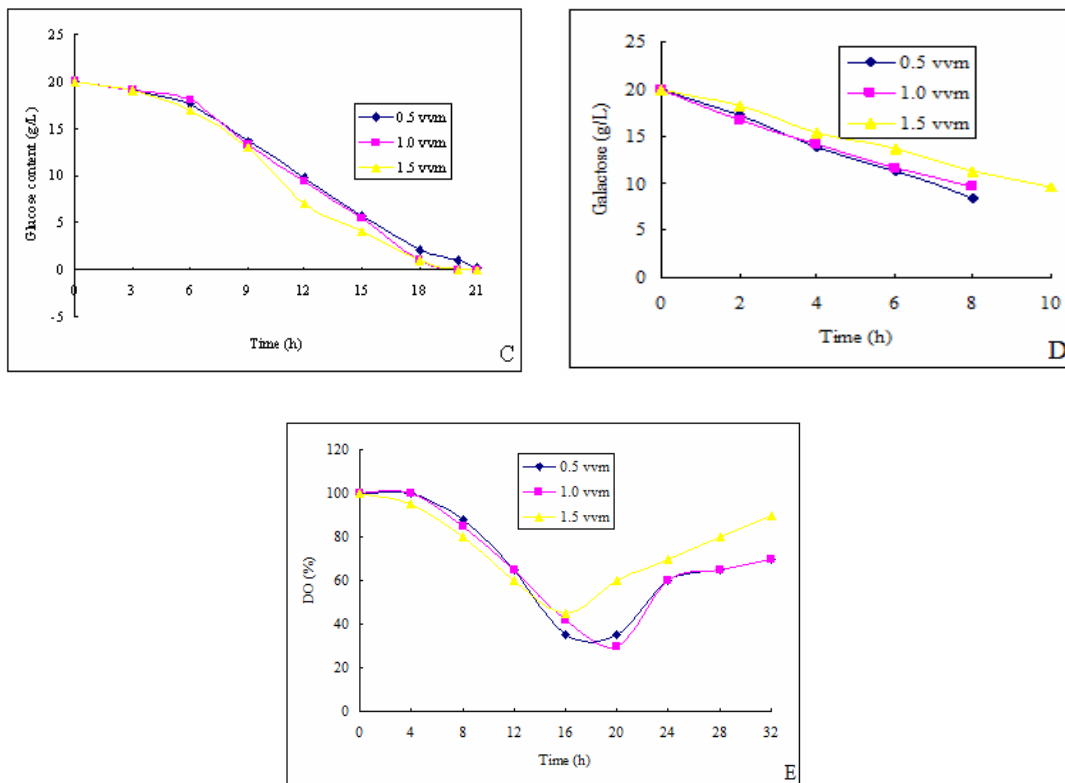 25
20
15
10
5
0
-5
Glucose content (g/L)
0.5 vvm
1.0 vvm
1.5 vvm
0 3 6 9 12 15 18 21
Time (h)
C
25
20
15
10
5
0
Galactose (g/L)
0.5 vvm
1.0 vvm
1.5 vvm
0 2 4 6 8 10
Time (h)
D
120
100
80
60
40
20
0
DO (%)
0.5 vvm
1.0 vvm
1.5 vvm
0 4 8 12 16 20 24 28 32
Time (h)
E